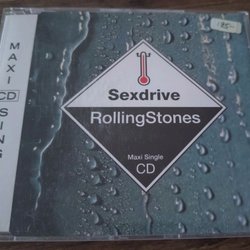 MAXI
CD
SING
Sexdrive
RollingStones
Maxi Single
CD